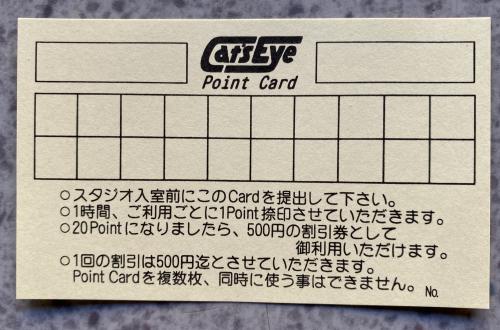 Cat'sEye
Point Card
○スタジオ入室前にこのCardを提出して下さい。
○1時間、ご利用ごとに1Point捺印させていただきます。
○20Pointになりましたら、500円の割引券として
御利用いただけます。
○1回の割引は500円迄とさせていただきます。
Point Cardを複数枚、同時に使う事はできません。 No.